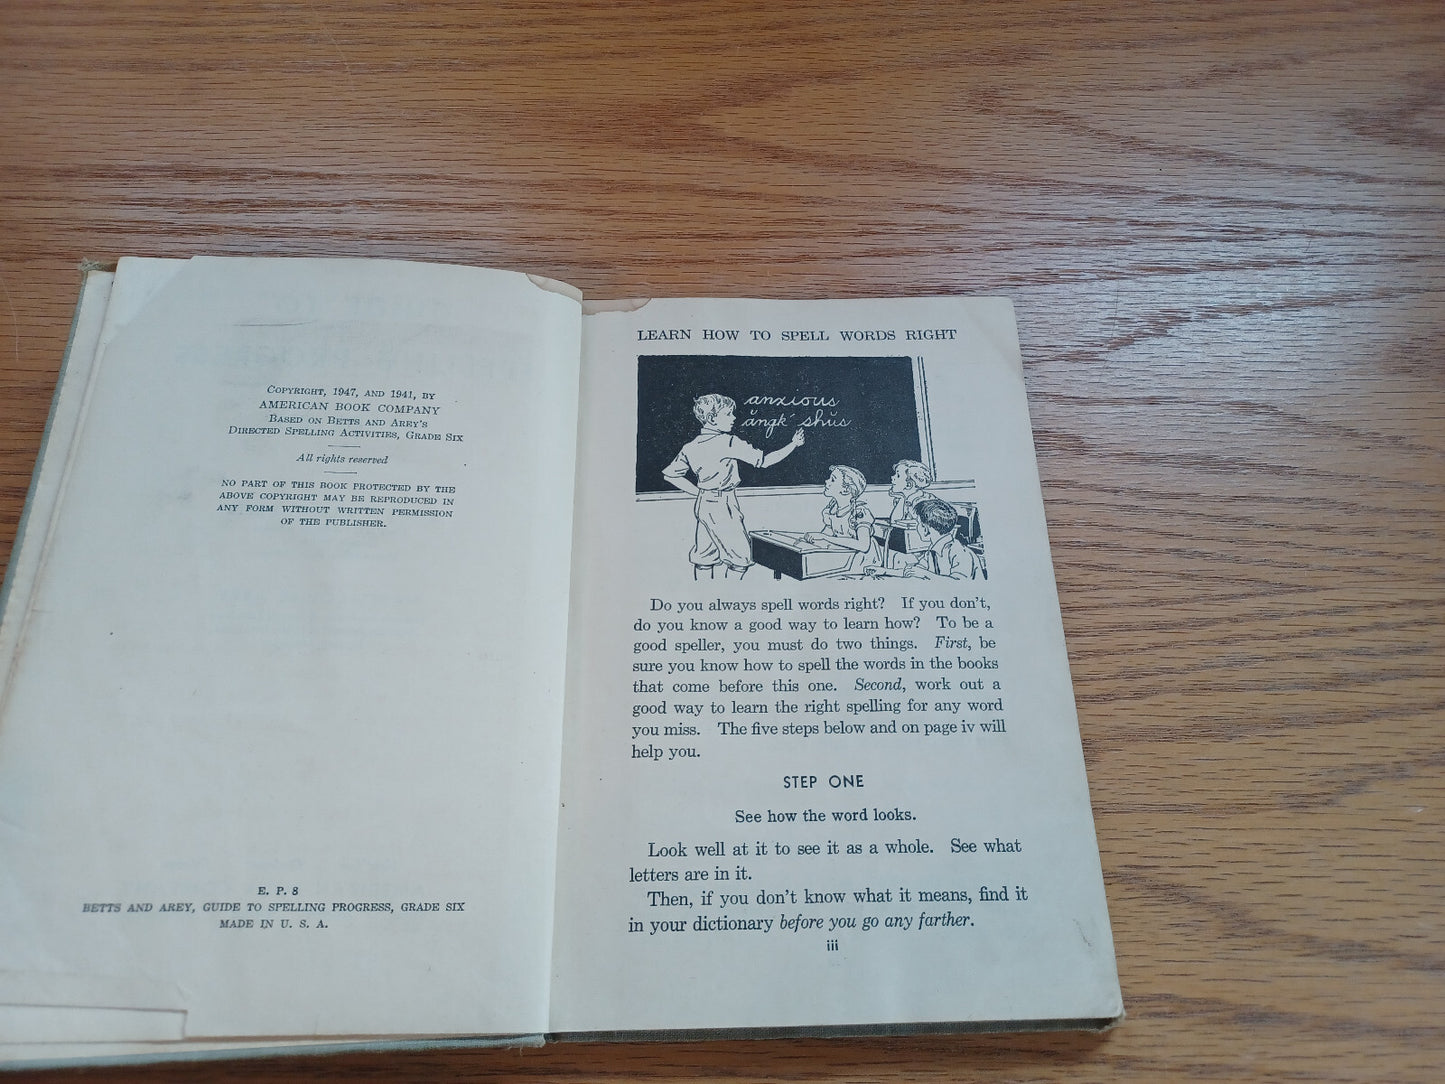 COPYRIGHT, 1947, AND 1941, BY
AMERICAN BOOK COMPANY
BASED ON BETTS AND AREY'S
DIRECTED SPELLING ACTIVITIES, GRADE SIX
All rights reserved
NO PART OF THIS BOOK PROTECTED BY THE
ABOVE COPYRIGHT MAY BE REPRODUCED IN
ANY FORM WITHOUT WRITTEN PERMISSION
OF THE PUBLISHER.
E. P. 8
BETTS AND AREY, GUIDE TO SPELLING PROGRESS, GRADE SIX
MADE IN U. S. A.
LEARN HOW TO SPELL WORDS RIGHT
anxious
ăngk′ shŭs
Do you always spell words right? If you don't,
do you know a good way to learn how? To be a
good speller, you must do two things. First, be
sure you know how to spell the words in the books
that come before this one. Second, work out a
good way to learn the right spelling for any word
you miss. The five steps below and on page iv will
help you.
STEP ONE
See how the word looks.
Look well at it to see it as a whole. See what
letters are in it.
Then, if you don't know what it means, find it
in your dictionary before you go any farther.
iii